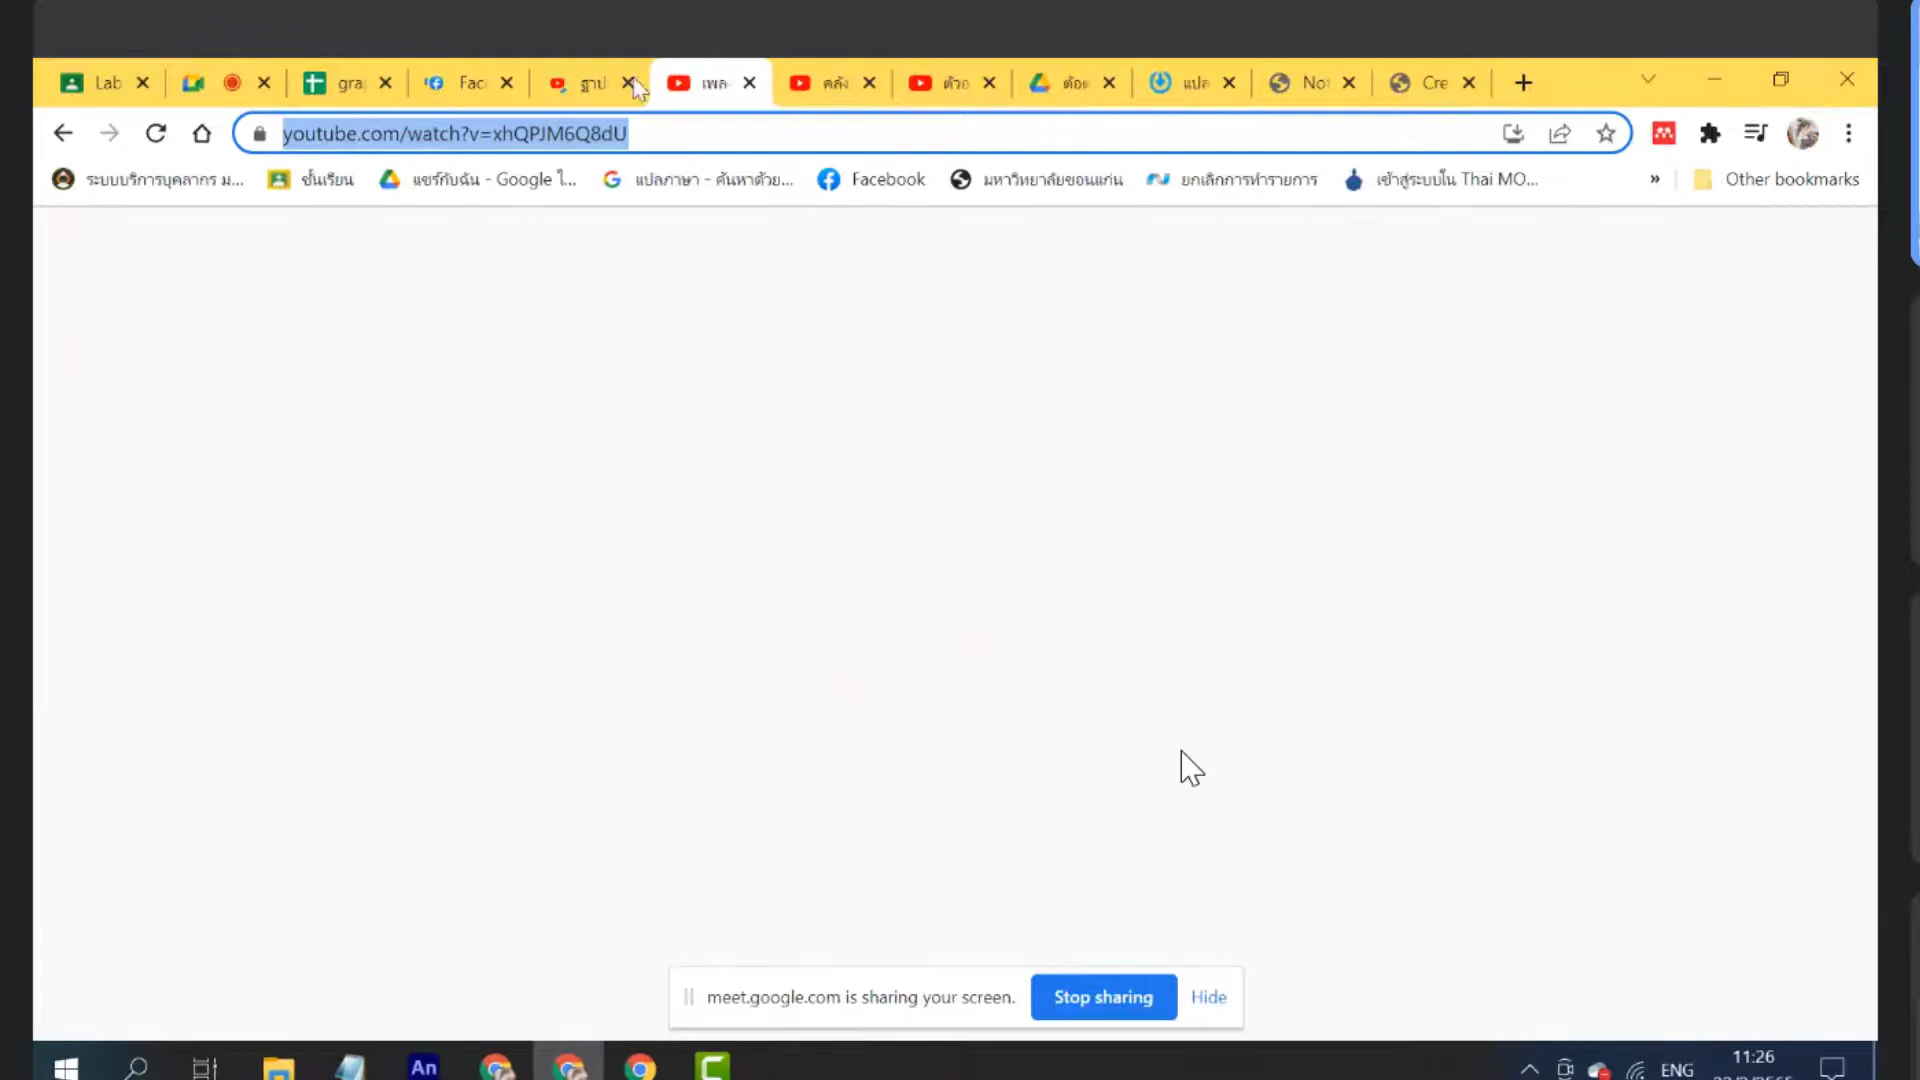 Lab
gra
Fac
ฐาป
เพล
คลัง
ด้วย
แปล
Not
Cre
youtube.com/watch?v=xhQPJM6Q8dU
ระบบบริการบุคลากร ม...
ชั้นเรียน
แชร์กับฉัน - Google ไ...
แปลภาษา - ค้นหาด้วย...
Facebook
มหาวิทยาลัยขอนแก่น
ยกเลิกการทำรายการ
เข้าสู่ระบบใน Thai MO...
»
Other bookmarks
meet.google.com is sharing your screen.
Stop sharing
Hide
An
ENG
11:26